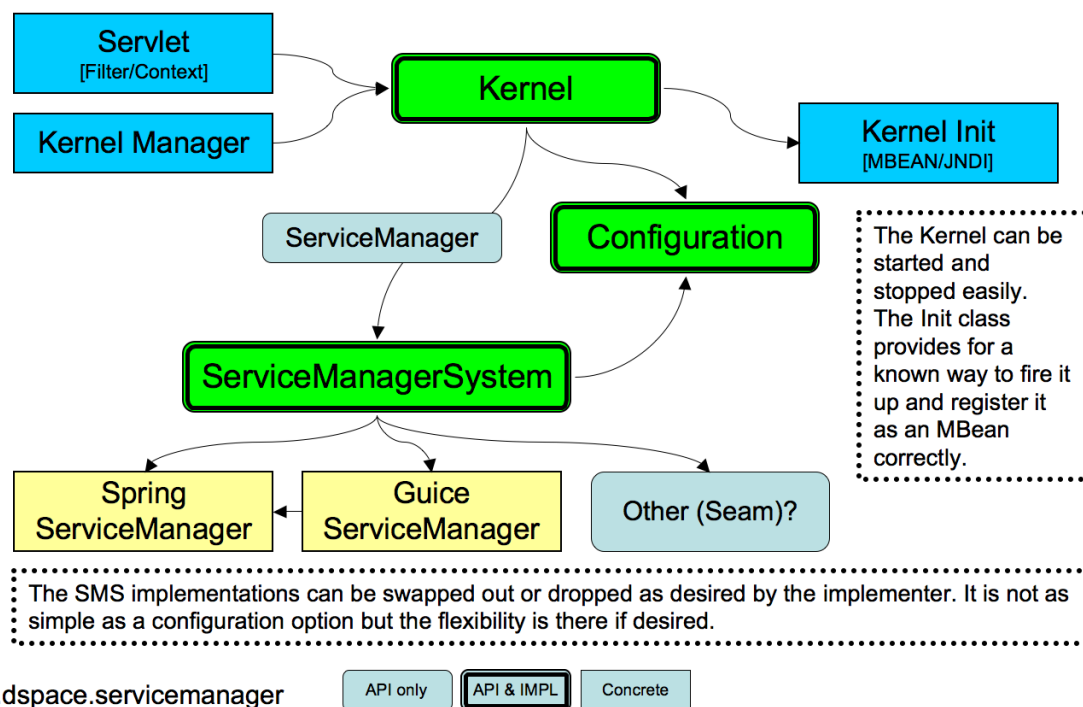 Servlet
[Filter/Context]
Kernel
Kernel Manager
Kernel Init
[MBEAN/JNDI]
ServiceManager
Configuration
The Kernel can be
started and
stopped easily.
The Init class
provides for a
known way to fire it
up and register it
as an MBean
correctly.
ServiceManagerSystem
Spring
ServiceManager
Guice
ServiceManager
Other (Seam)?
The SMS implementations can be swapped out or dropped as desired by the implementer. It is not as
simple as a configuration option but the flexibility is there if desired.
.dspace.servicemanager
API only
API & IMPL
Concrete